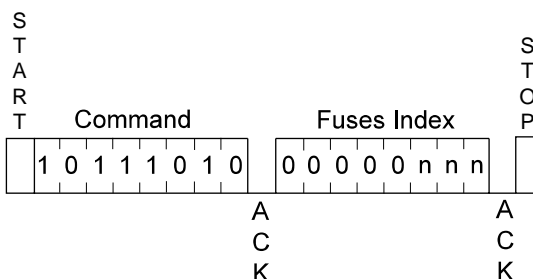 START
Command
Fuses Index
STOP
1 0 1 1 1 0 1 0
0 0 0 0 0 n n n
ACK
ACK